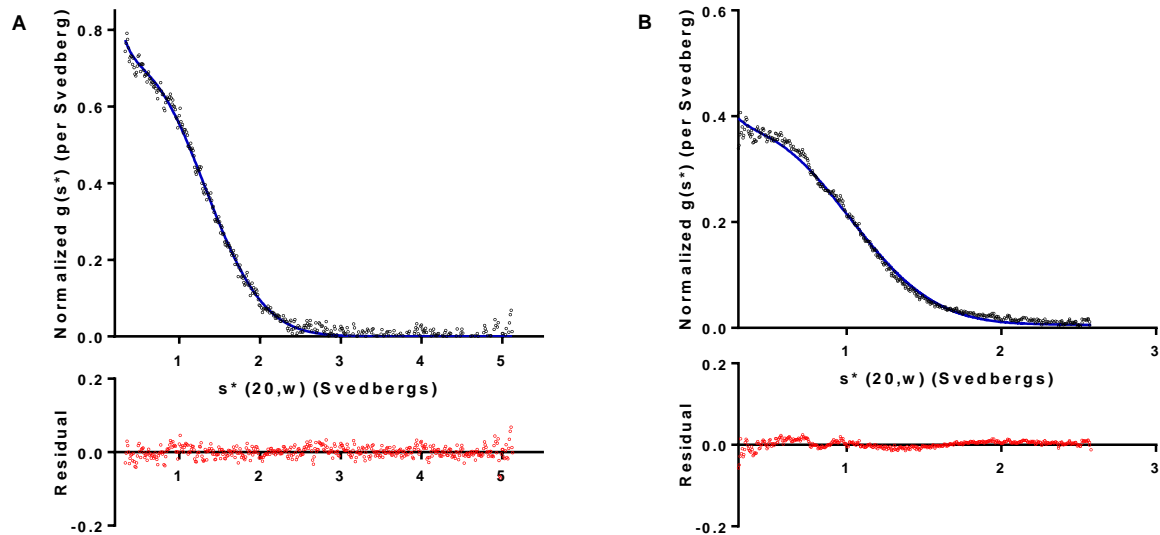 A
Normalized g(s*) (per Svedberg)
0.8
0.6
0.4
0.2
0.0
1 2 3 4 5
s* (20,w) (Svedbergs)
Residual
0.2
0.0
-0.2
1 2 3 4 5
B
Normalized g(s*) (per Svedberg)
0.6
0.4
0.2
0.0
1 2 3
s* (20,w) (Svedbergs)
Residual
0.2
0.0
-0.2
1 2 3